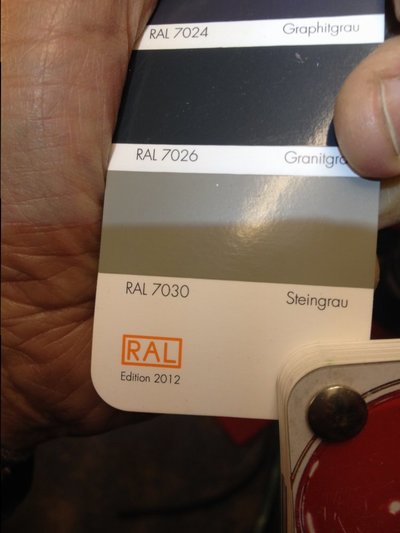 RAL 7024 Graphitgrau
RAL 7026
RAL 7030 Steingrau
RAL
Edition 2012